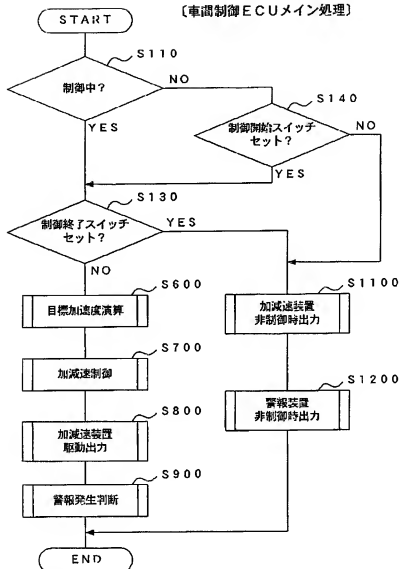 〔車間制御ECUメイン処理〕
START
S110
制御中?
NO
YES
S140
制御開始スイッチ
セット?
NO
YES
S130
制御終了スイッチ
セット?
YES
NO
S600
目標加速度演算
S1100
加減速装置
非制御時出力
S700
加減速制御
S800
加減速装置
駆動出力
S1200
警報装置
非制御時出力
S900
警報発生判断
END